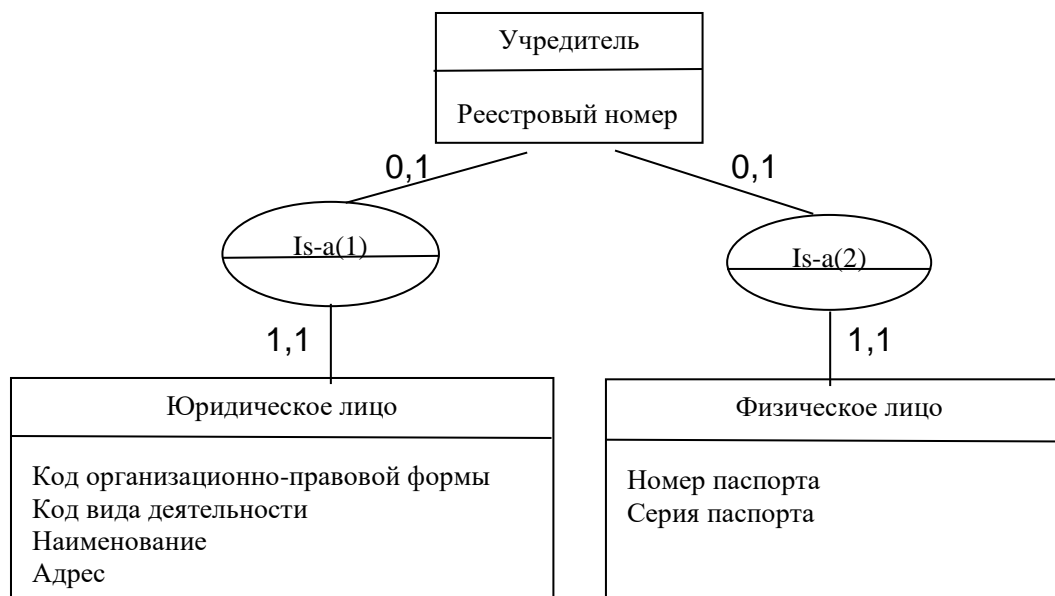 Учредитель
Реестровый номер
0,1
0,1
Is-a(1)
Is-a(2)
1,1
1,1
Юридическое лицо
Физическое лицо
Код организационно-правовой формы
Код вида деятельности
Наименование
Адрес
Номер паспорта
Серия паспорта